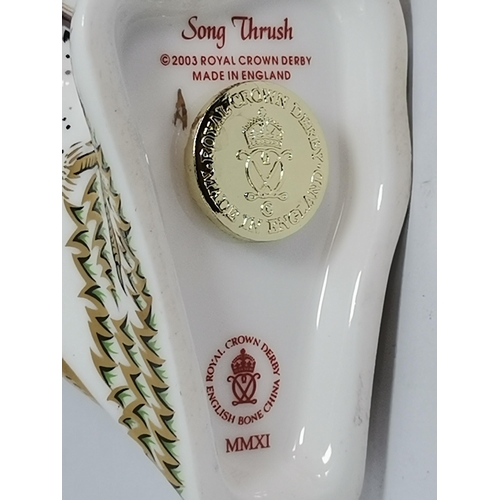 Song Thrush
©2003 ROYAL CROWN DERBY
MADE IN ENGLAND
ROYAL CROWN DERBY
MADE IN ENGLAND
ROYAL CROWN DERBY
ENGLISH BONE CHINA
MMXI